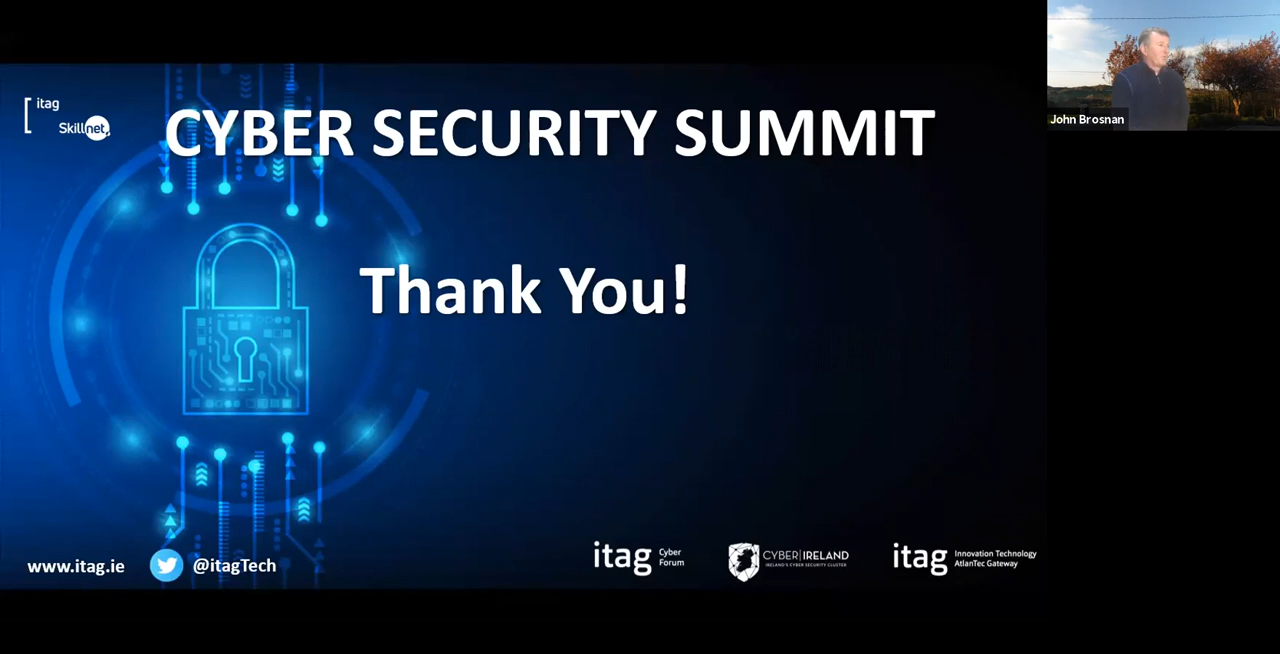 itag
Skillnet
CYBER SECURITY SUMMIT
Thank You!
John Brosnan
www.itag.ie
@itagTech
itag Cyber
Forum
CYBER|IRELAND
IRELAND'S CYBER SECURITY CLUSTER
itag Innovation Technology
AtlanTec Gateway